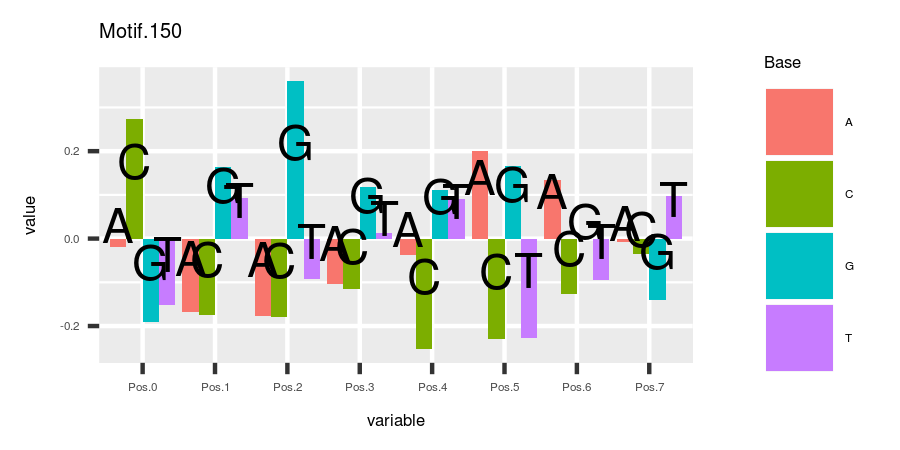 Motif.150
Base
A
C
G
T
value
0.2
0.0
-0.2
A C G T A C G T A C G T A C G T A C G T A C G T A C G T A C G T
Pos.0 Pos.1 Pos.2 Pos.3 Pos.4 Pos.5 Pos.6 Pos.7
variable